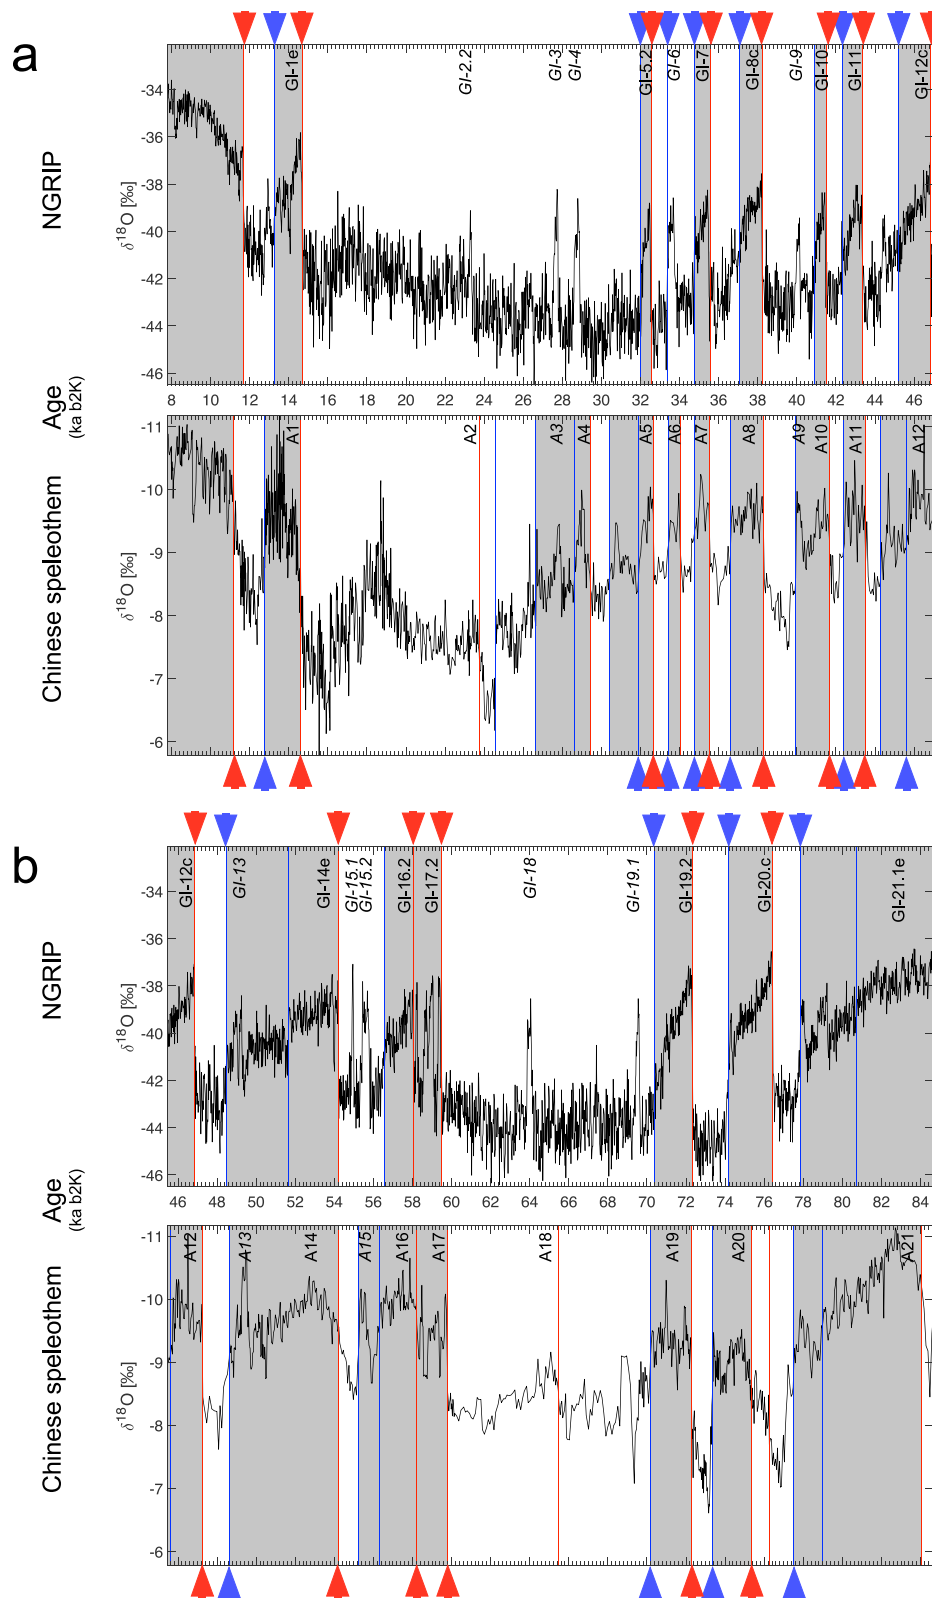 a
GI-1e
GI-2.2
GI-3
GI-4
GI-5.2
GI-6
GI-7
GI-8c
GI-9
GI-10
GI-11
GI-12c
NGRIP
δ18O [‰]
-34
-36
-38
-40
-42
-44
-46
Age
(ka b2K)
8 10 12 14 16 18 20 22 24 26 28 30 32 34 36 38 40 42 44 46
A1
A2
A3
A4
A5
A6
A7
A8
A9
A10
A11
A12
Chinese speleothem
δ18O [‰]
-11
-10
-9
-8
-7
-6
b
GI-12c
GI-13
GI-14e
GI-15.1
GI-15.2
GI-16.2
GI-17.2
GI-18
GI-19.1
GI-19.2
GI-20.c
GI-21.1e
NGRIP
δ18O [‰]
-34
-36
-38
-40
-42
-44
-46
Age
(ka b2K)
46 48 50 52 54 56 58 60 62 64 66 68 70 72 74 76 78 80 82 84
A12
A13
A14
A15
A16
A17
A18
A19
A20
A21
Chinese speleothem
δ18O [‰]
-11
-10
-9
-8
-7
-6